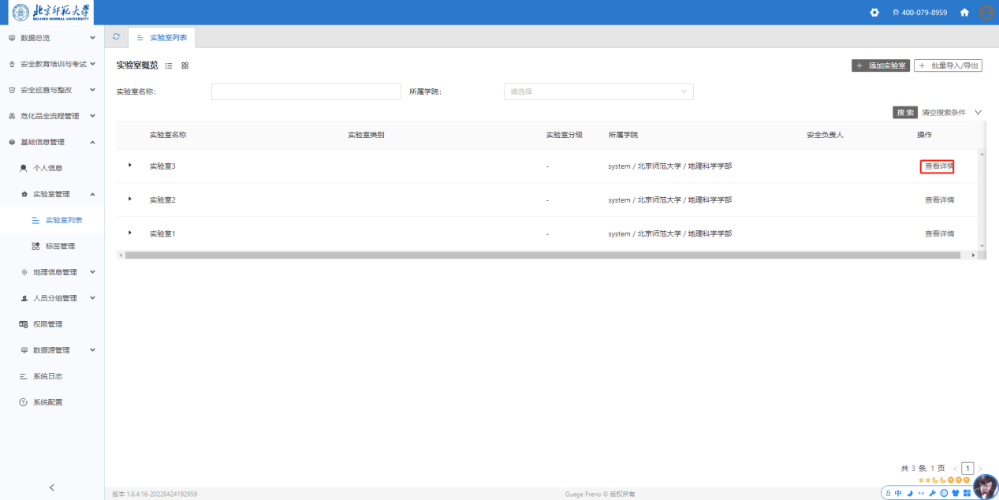 北京师范大学
BEIJING NORMAL UNIVERSITY
400-079-8959
数据总览
安全教育培训与考试
安全巡查与整改
危化品全流程管理
基础信息管理
个人信息
实验室管理
实验室列表
标签管理
地理信息管理
人员分组管理
权限管理
数据源管理
系统日志
系统配置
实验室列表
实验室概览
+ 添加实验室
+ 批量导入/导出
实验室名称:
所属学院:
请选择
搜 索
清空搜索条件
实验室名称 实验室类别 实验室分级 所属学院 安全负责人 操作
实验室3 - system / 北京师范大学 / 地理科学学部 查看详情
实验室2 - system / 北京师范大学 / 地理科学学部 查看详情
实验室1 - system / 北京师范大学 / 地理科学学部 查看详情
共 3 条, 1 页 < 1 >
版本 1.6.4.16-20220424192959
Guege Preno © 版权所有
中